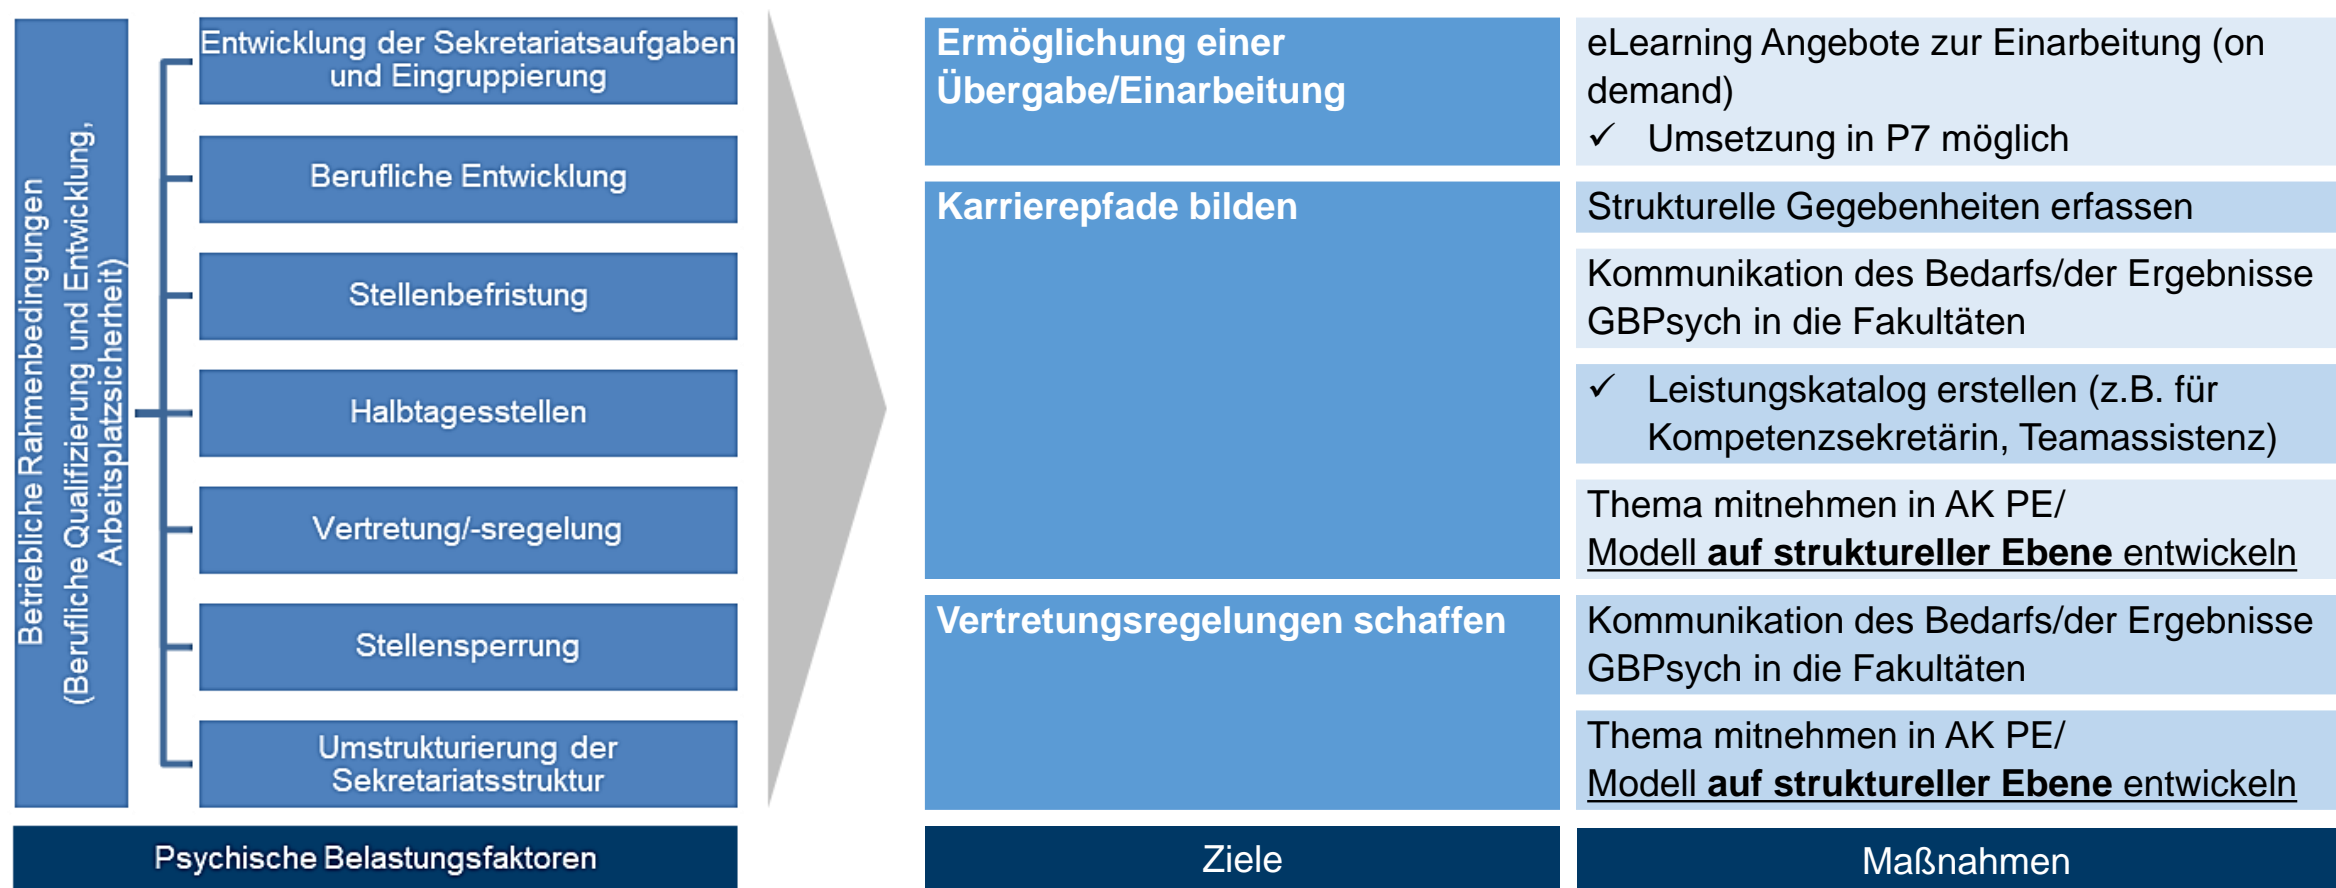 Betriebliche Rahmenbedingungen
(Berufliche Qualifizierung und Entwicklung,
Arbeitsplatzsicherheit)
Entwicklung der Sekretariatsaufgaben
und Eingruppierung
Berufliche Entwicklung
Stellenbefristung
Halbtagesstellen
Vertretung/-sregelung
Stellensperrung
Umstrukturierung der
Sekretariatsstruktur
Psychische Belastungsfaktoren
Ermöglichung einer
Übergabe/Einarbeitung
Karrierepfade bilden
Vertretungsregelungen schaffen
Ziele
eLearning Angebote zur Einarbeitung (on
demand)
✓ Umsetzung in P7 möglich
Strukturelle Gegebenheiten erfassen
Kommunikation des Bedarfs/der Ergebnisse
GBPsych in die Fakultäten
✓ Leistungskatalog erstellen (z.B. für
Kompetenzsekretärin, Teamassistenz)
Thema mitnehmen in AK PE/
Modell auf struktureller Ebene entwickeln
Kommunikation des Bedarfs/der Ergebnisse
GBPsych in die Fakultäten
Thema mitnehmen in AK PE/
Modell auf struktureller Ebene entwickeln
Maßnahmen